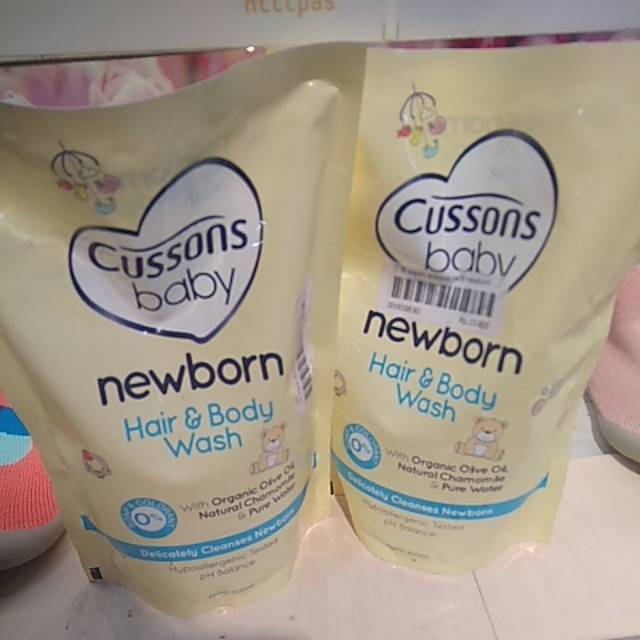 Cussons
baby
newborn
Hair & Body
Wash
0%
With Organic Olive Oil,
Natural Chamomile
& Pure Water
Delicately Cleanses Newborn
Hypoallergenic Tested
pH Balance
Cussons
baby
newborn
Hair & Body
Wash
0%
With Organic Olive Oil,
Natural Chamomile
& Pure Water
Delicately Cleanses Newborn
Hypoallergenic Tested
pH Balance